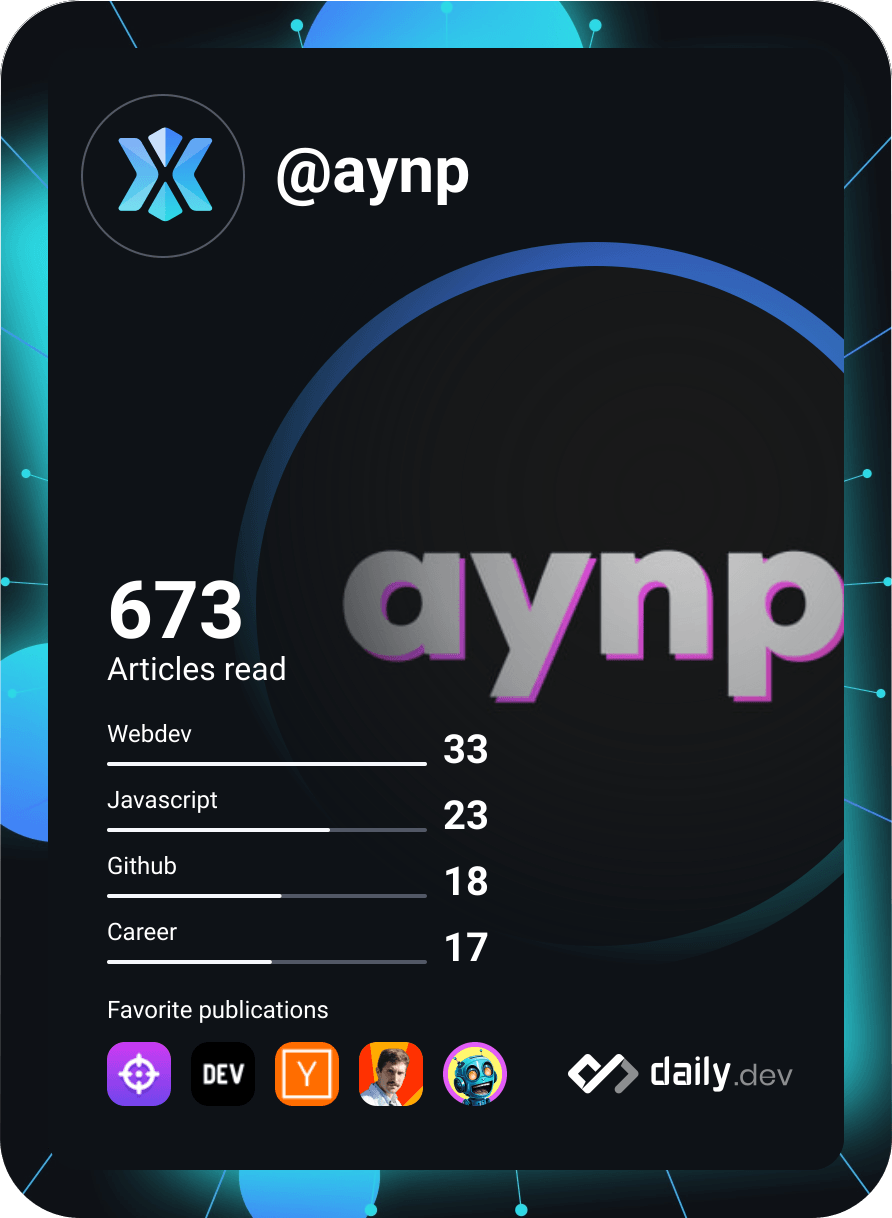 @aynp
aynp
673
Articles read
Webdev
33
Javascript
23
Github
18
Career
17
Favorite publications
DEV
Y
daily.dev